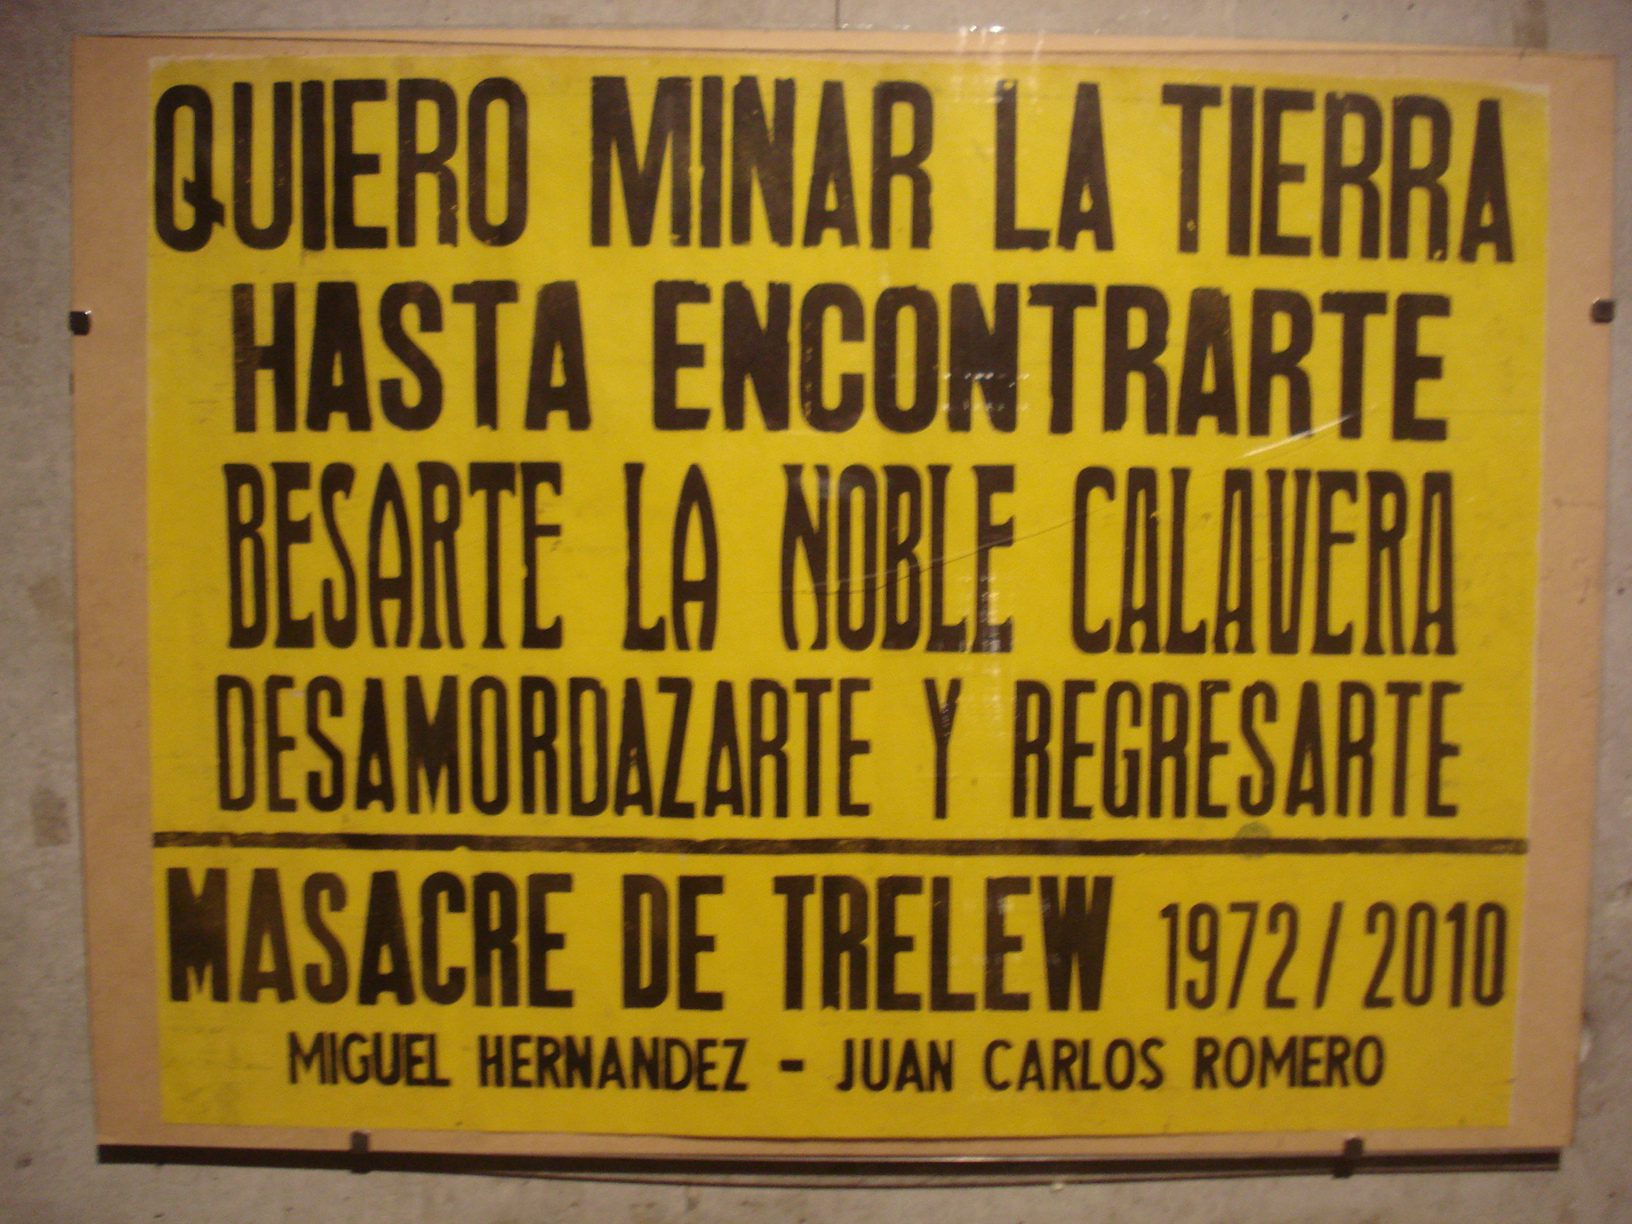 QUIERO MINAR LA TIERRA
HASTA ENCONTRARTE
BESARTE LA NOBLE CALAVERA
DESAMORDAZARTE Y REGRESARTE
MASACRE DE TRELEW 1972/2010
MIGUEL HERNANDEZ - JUAN CARLOS ROMERO